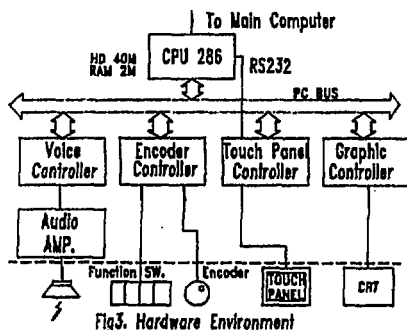 To Main Computer
HD 40M
RAM 2M
CPU 286
RS232
PC BUS
Voice
Controller
Encoder
Controller
Touch Panel
Controller
Graphic
Controller
Audio
AMP.
Function SW.
Encoder
TOUCH
PANEL
CRT
Fig3. Hardware Environment